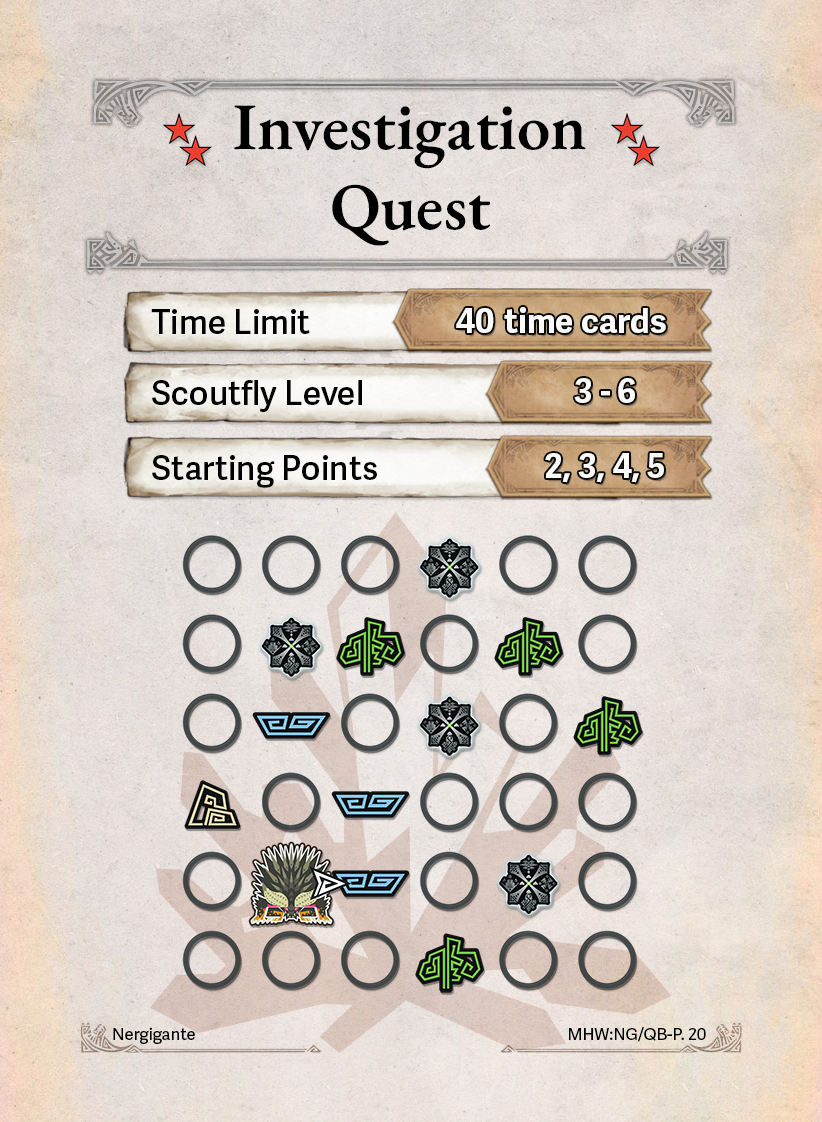 Investigation
Quest
Time Limit 40 time cards
Scoutfly Level 3 - 6
Starting Points 2, 3, 4, 5
Nergigante MHW:NG/QB-P. 20